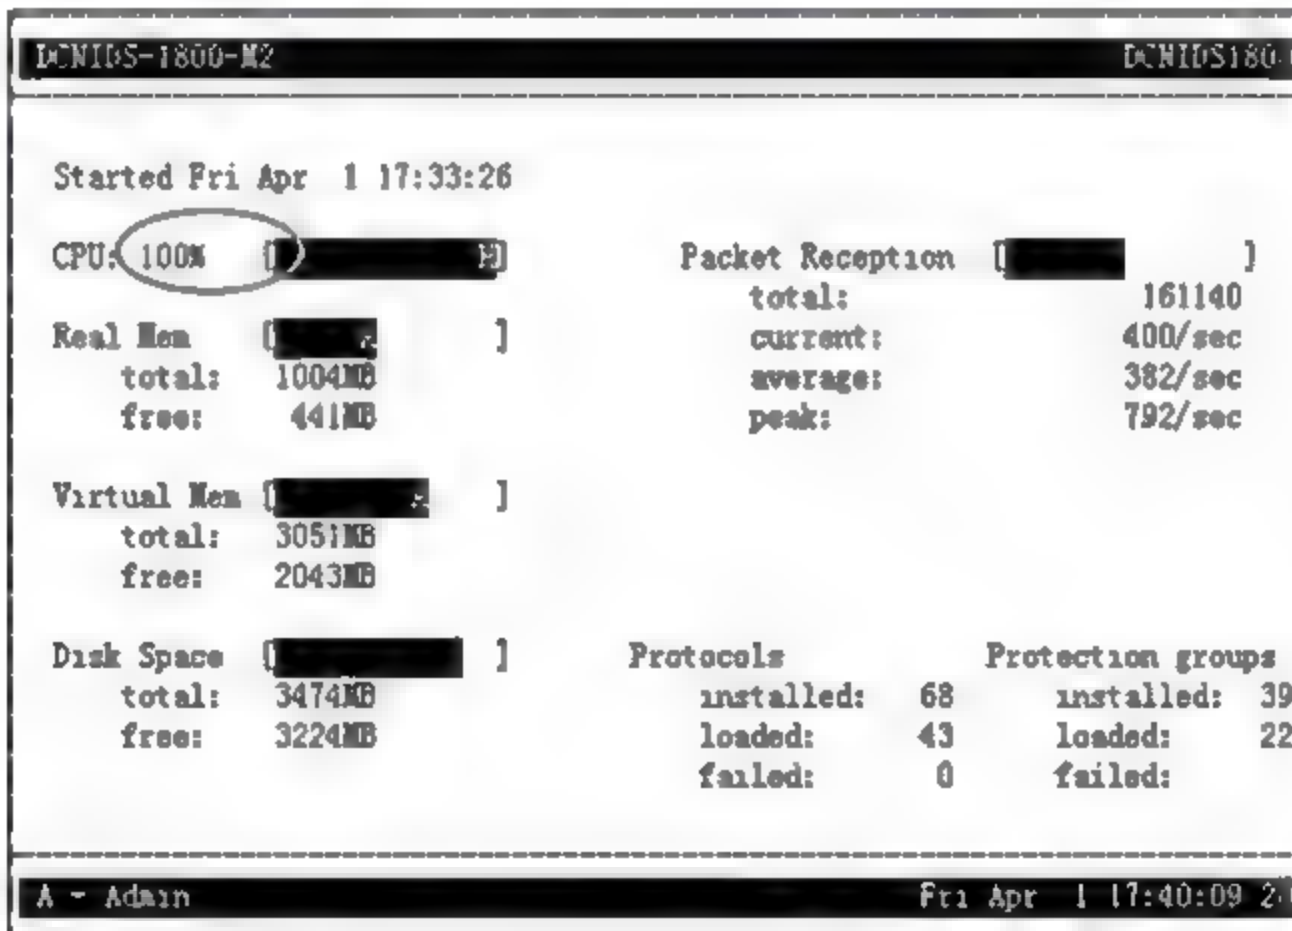 DCNIDS-1800-M2 DCNIDS180
Started Fri Apr 1 17:33:26
CPU: 100% [ H] Packet Reception [ ]
total: 161140
Real Mem [ ] current: 400/sec
total: 1004MB average: 382/sec
free: 441MB peak: 792/sec
Virtual Mem [ ]
total: 3051MB
free: 2043MB
Disk Space [ ] Protocols Protection groups
total: 3474MB installed: 68 installed: 39
free: 3224MB loaded: 43 loaded: 22
failed: 0 failed:
A - Admin Fri Apr 1 17:40:09